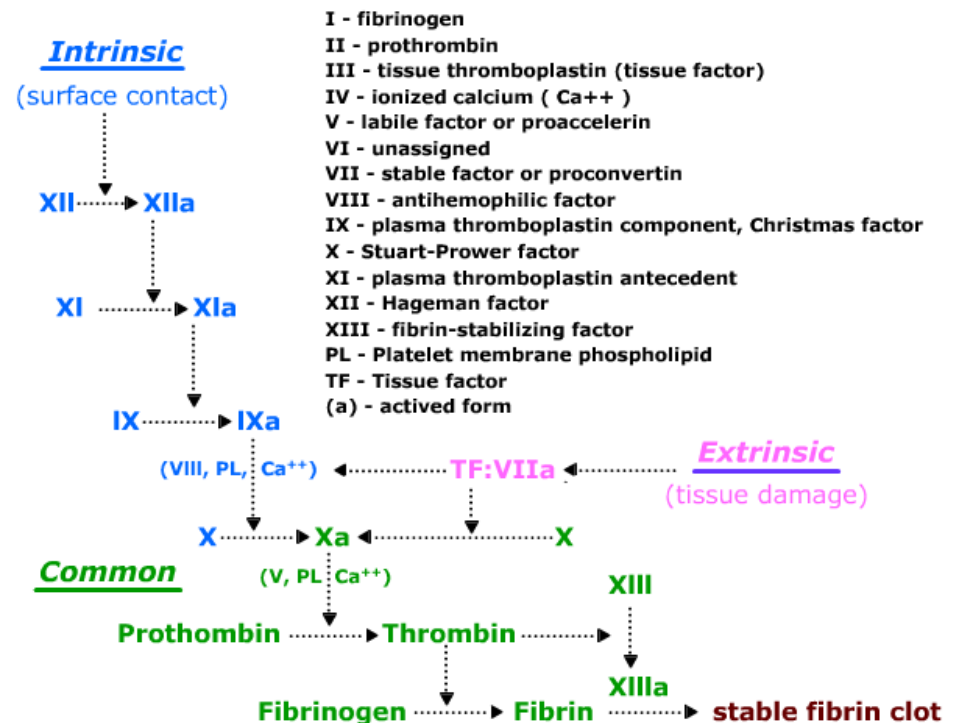 Intrinsic
(surface contact)
I - fibrinogen
II - prothrombin
III - tissue thromboplastin (tissue factor)
IV - ionized calcium ( Ca++ )
V - labile factor or proaccelerin
VI - unassigned
VII - stable factor or proconvertin
VIII - antihemophilic factor
IX - plasma thromboplastin component, Christmas factor
X - Stuart-Prower factor
XI - plasma thromboplastin antecedent
XII - Hageman factor
XIII - fibrin-stabilizing factor
PL - Platelet membrane phospholipid
TF - Tissue factor
(a) - actived form
XII XIIa
XI XIa
IX IXa
(VIII, PL, Ca++) TF:VIIa
Extrinsic
(tissue damage)
X Xa X
Common
(V, PL Ca++)
XIII
Prothombin Thrombin
XIIIa
Fibrinogen Fibrin stable fibrin clot